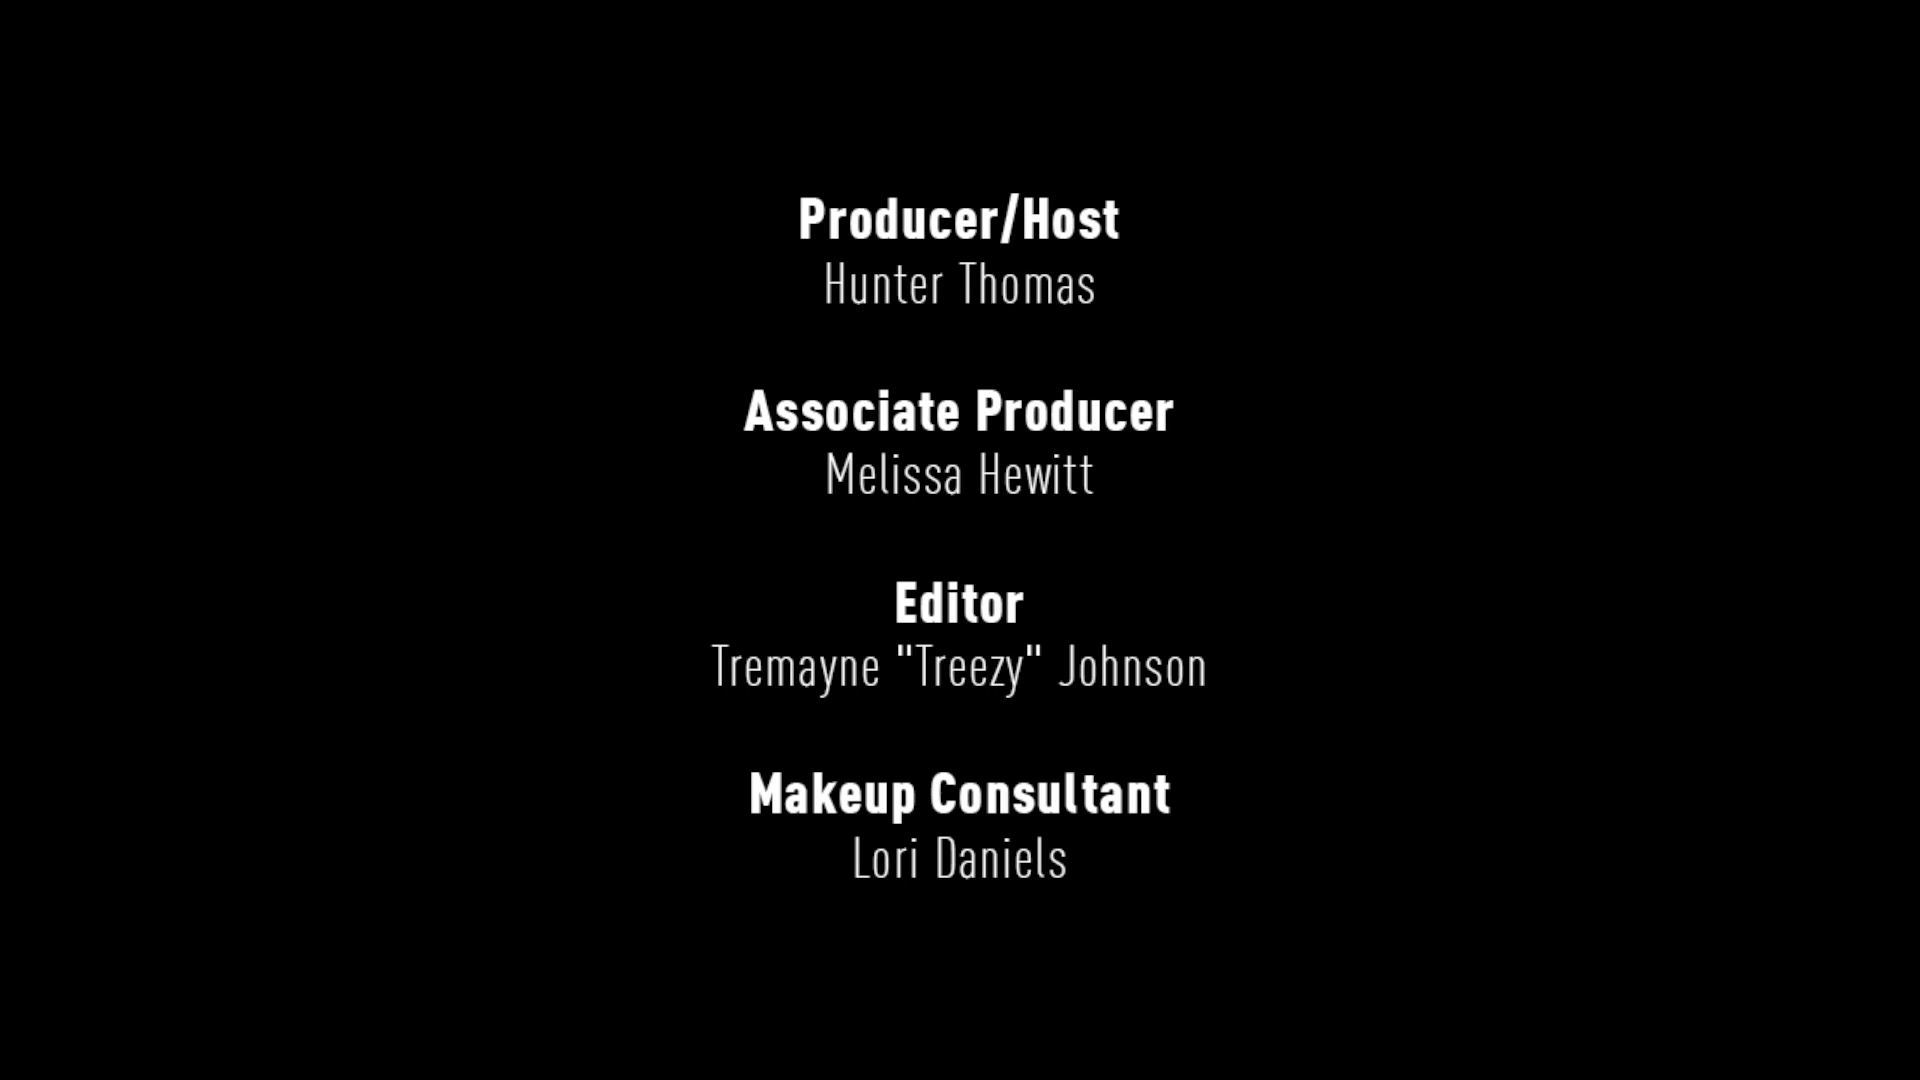 Producer/Host
Hunter Thomas
Associate Producer
Melissa Hewitt
Editor
Tremayne "Treezy" Johnson
Makeup Consultant
Lori Daniels